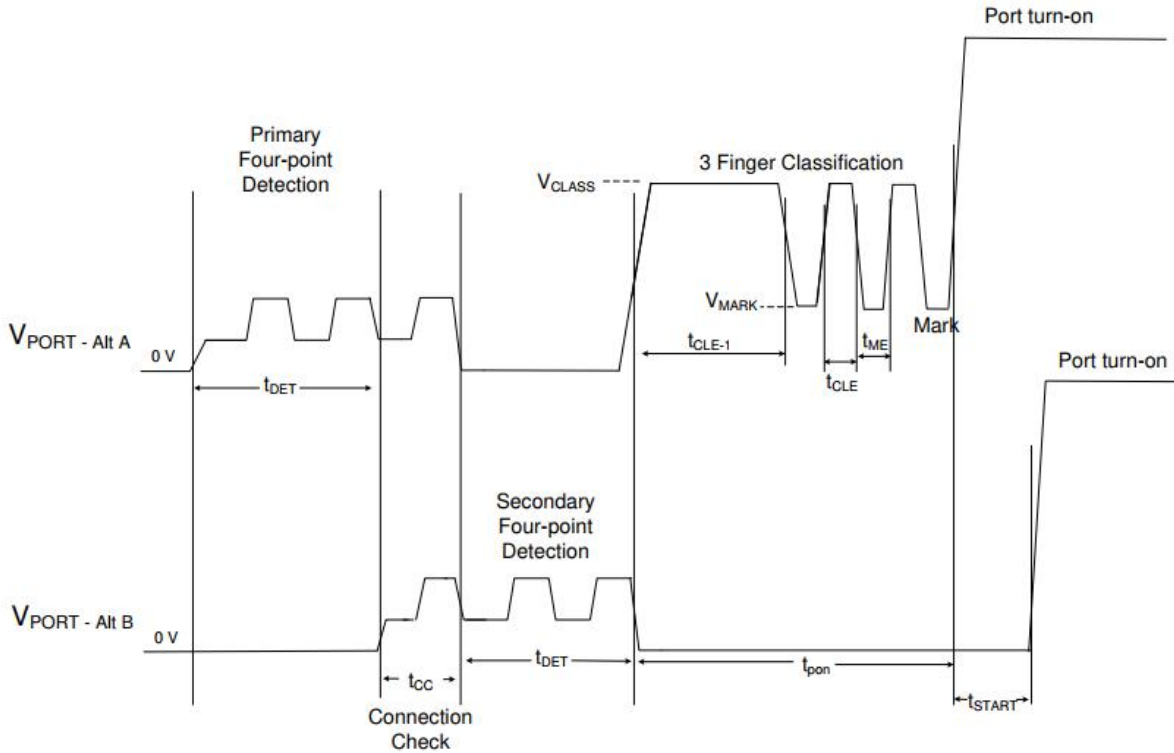 Port turn-on
Primary
Four-point
Detection
3 Finger Classification
VCLASS
VMARK
Mark
VPORT - Alt A
0 V
tCLE-1
tME
tCLE
tDET
Port turn-on
Secondary
Four-point
Detection
VPORT - Alt B
0 V
tDET
tpon
tCC
tSTART
Connection
Check